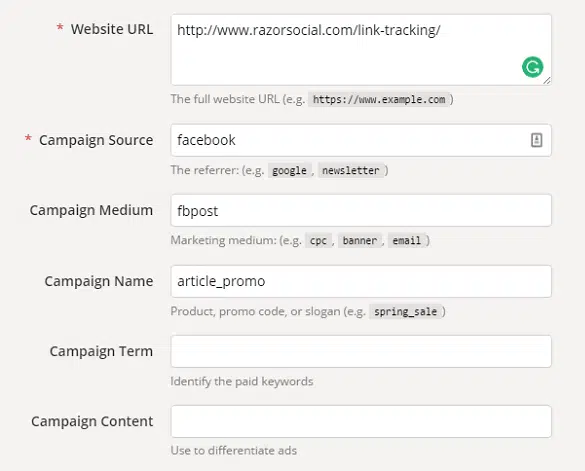 * Website URL
http://www.razorsocial.com/link-tracking/
The full website URL (e.g. https://www.example.com )
* Campaign Source
facebook
The referrer: (e.g. google , newsletter )
Campaign Medium
fbpost
Marketing medium: (e.g. cpc , banner , email )
Campaign Name
article_promo
Product, promo code, or slogan (e.g. spring_sale )
Campaign Term
Identify the paid keywords
Campaign Content
Use to differentiate ads